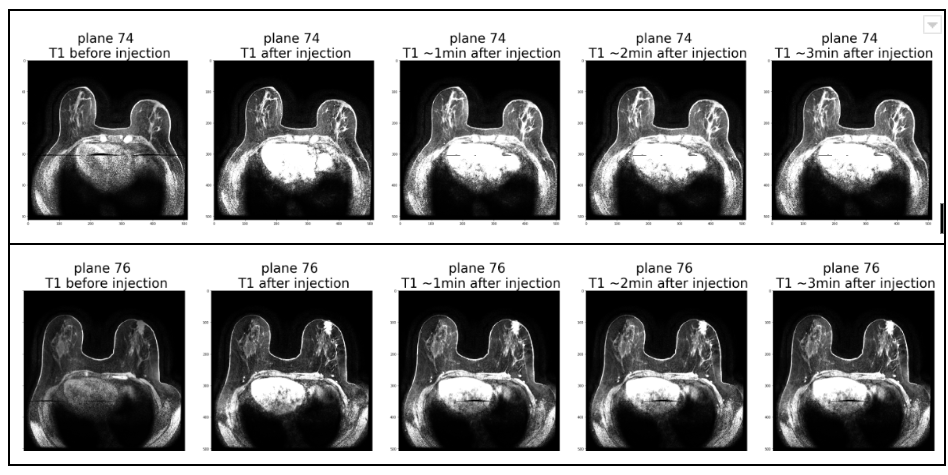 plane 74
T1 before injection
plane 74
T1 after injection
plane 74
T1 ~1min after injection
plane 74
T1 ~2min after injection
plane 74
T1 ~3min after injection
plane 76
T1 before injection
plane 76
T1 after injection
plane 76
T1 ~1min after injection
plane 76
T1 ~2min after injection
plane 76
T1 ~3min after injection